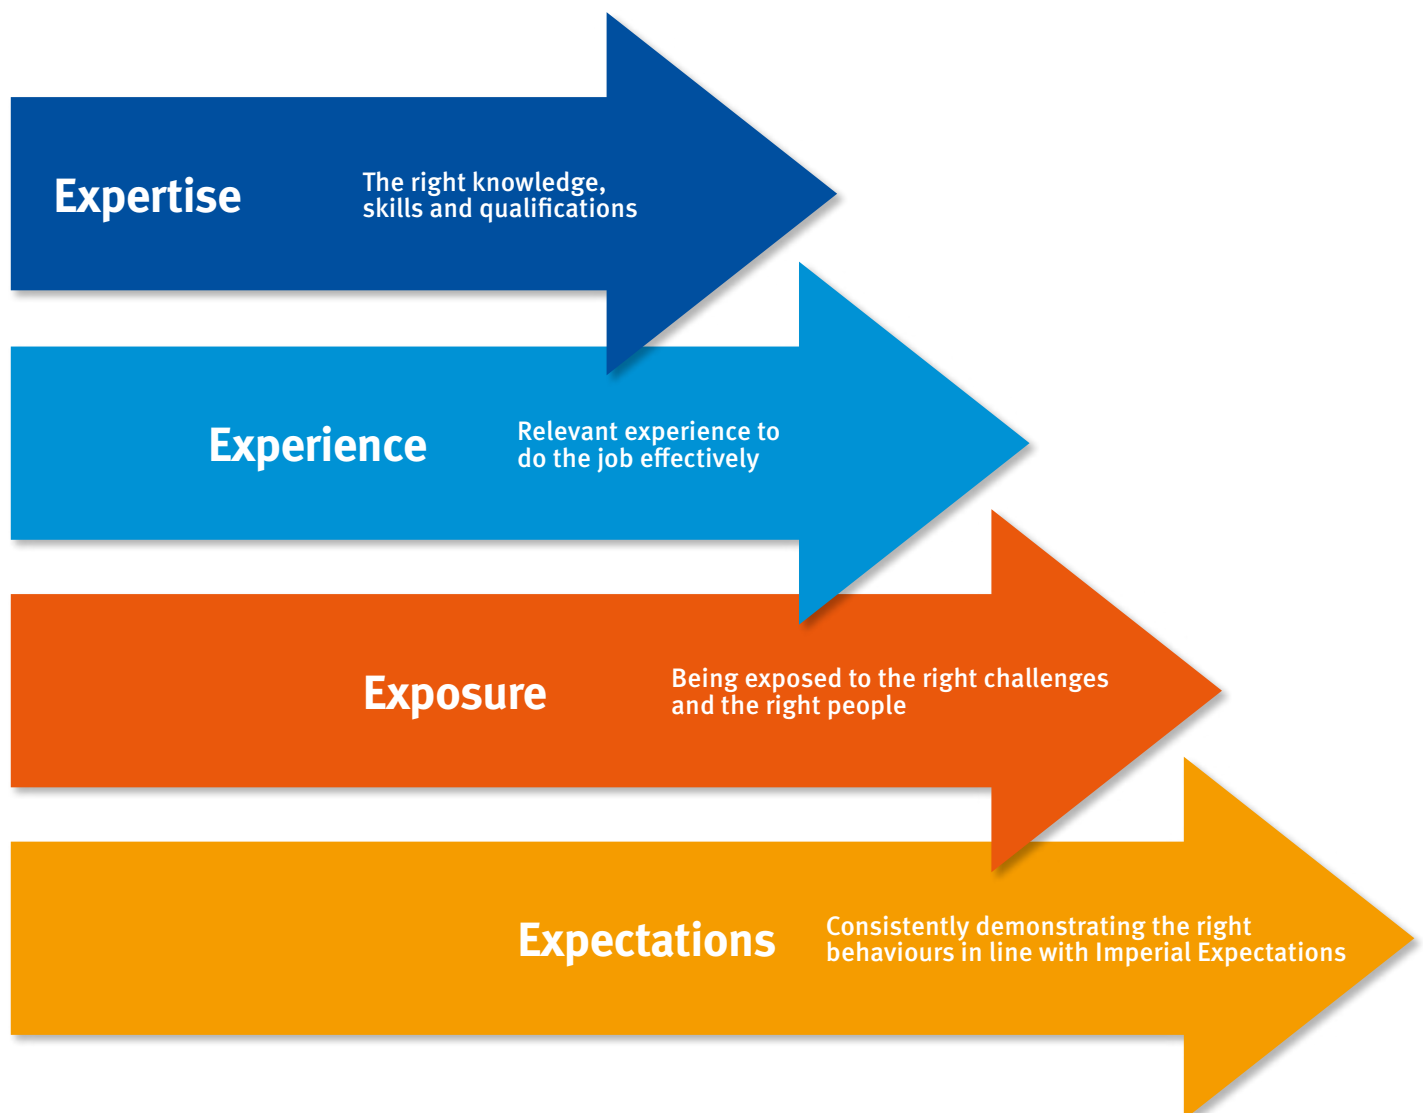 Expertise
The right knowledge,
skills and qualifications
Experience
Relevant experience to
do the job effectively
Exposure
Being exposed to the right challenges
and the right people
Expectations
Consistently demonstrating the right
behaviours in line with Imperial Expectations